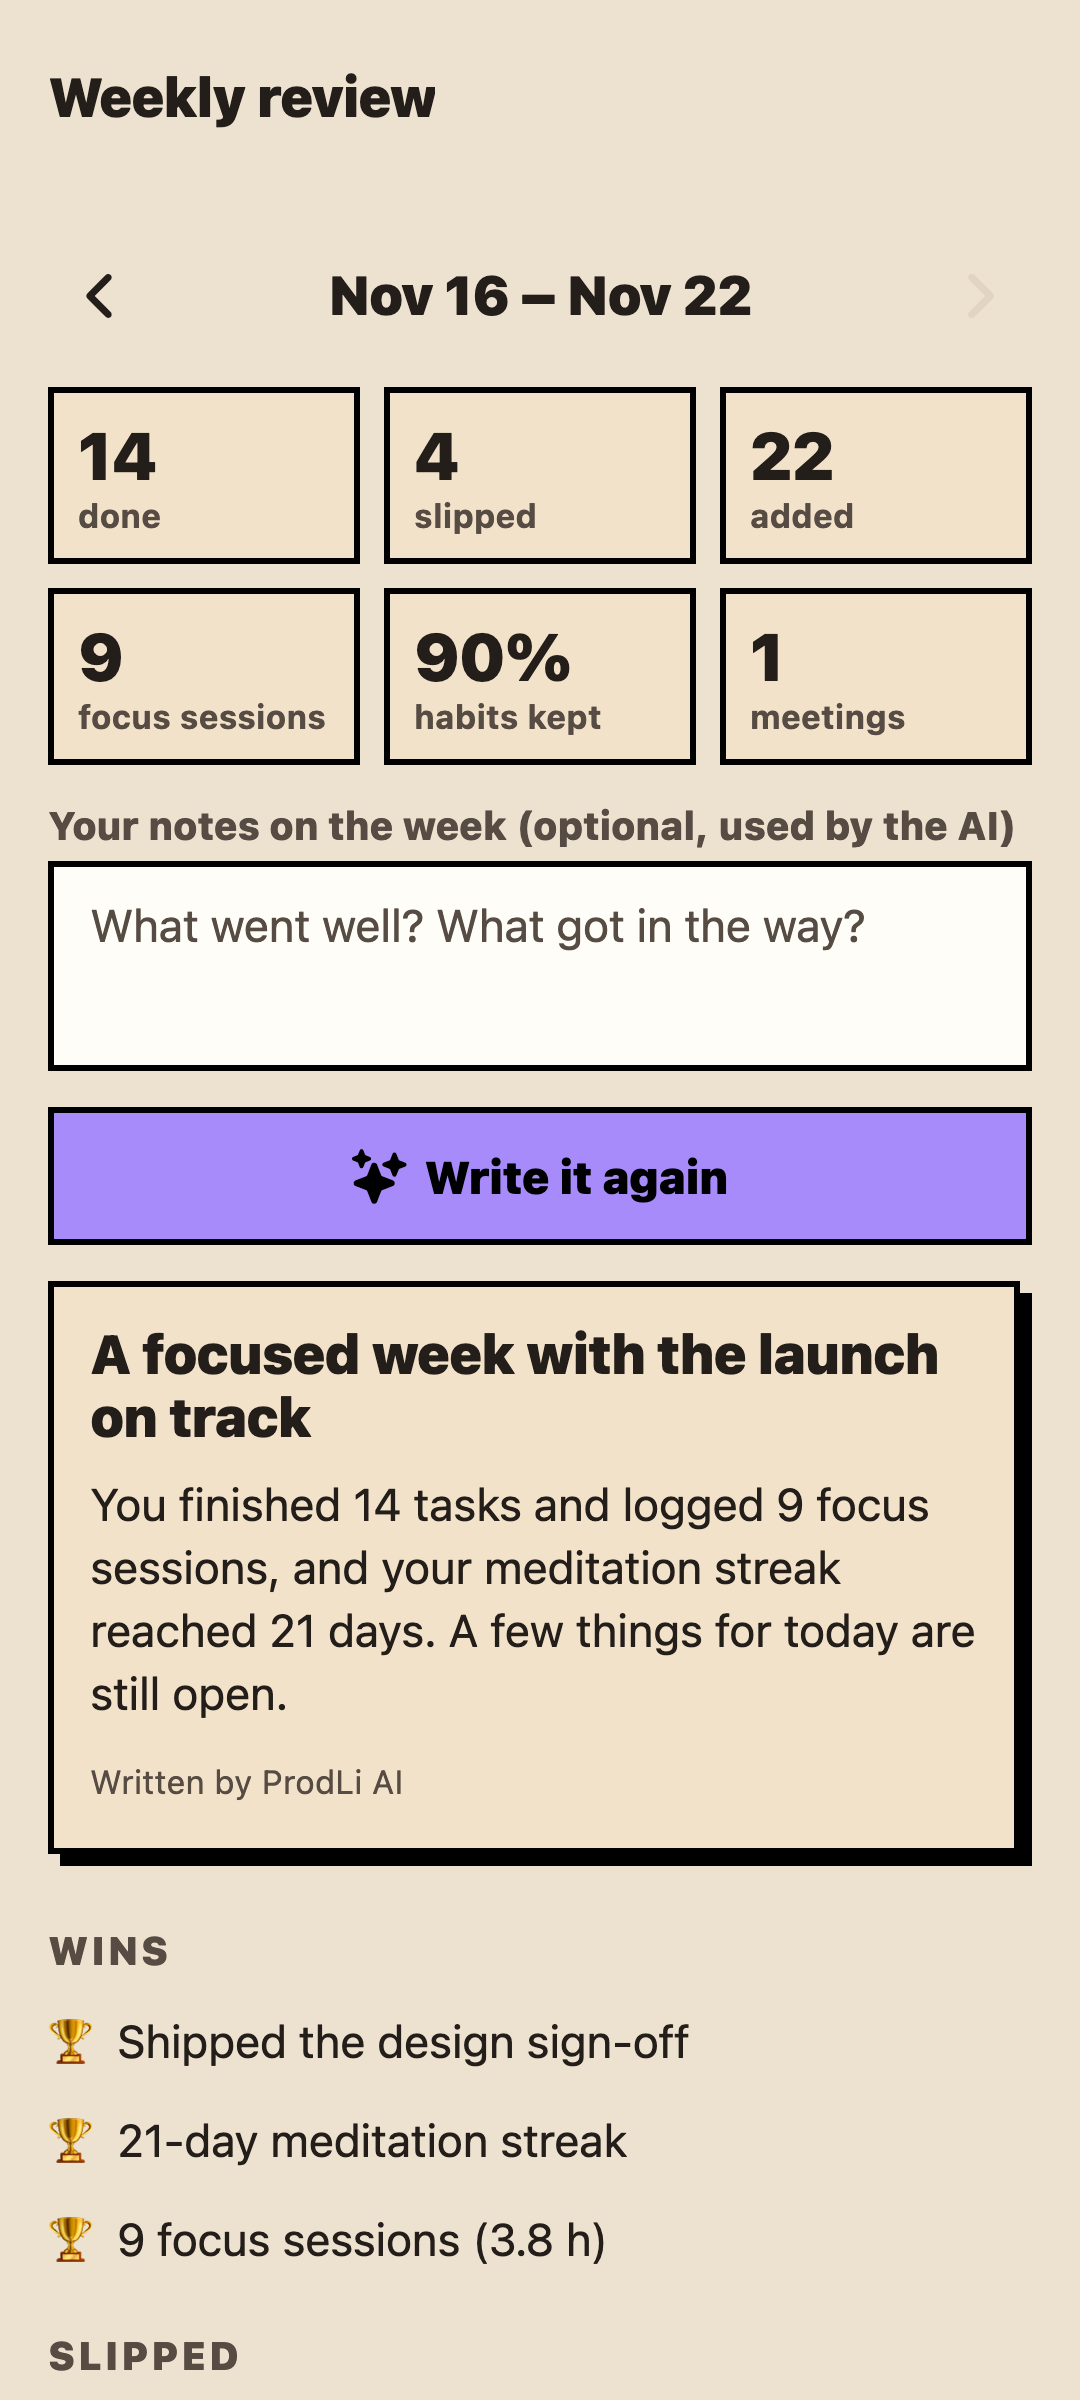 Weekly review
Nov 16 – Nov 22
14
done
4
slipped
22
added
9
focus sessions
90%
habits kept
1
meetings
Your notes on the week (optional, used by the AI)
What went well? What got in the way?
Write it again
A focused week with the launch
on track
You finished 14 tasks and logged 9 focus
sessions, and your meditation streak
reached 21 days. A few things for today are
still open.
Written by ProdLi AI
WINS
Shipped the design sign-off
21-day meditation streak
9 focus sessions (3.8 h)
SLIPPED